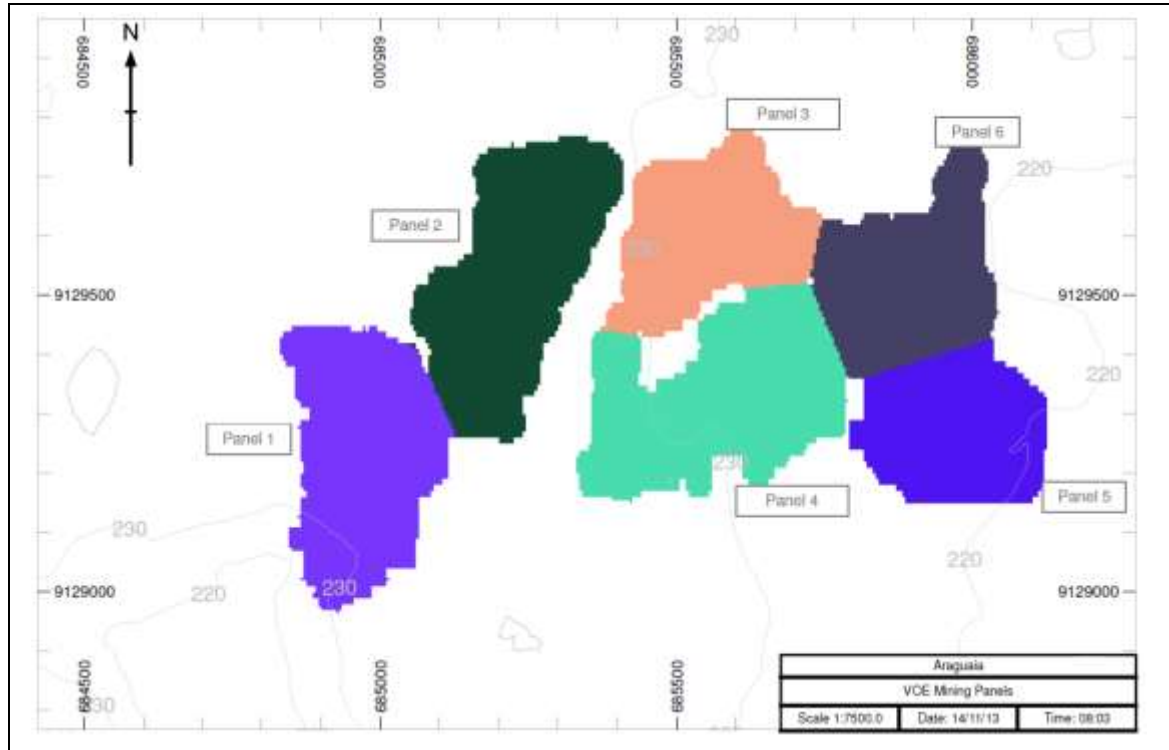 N
684500
685000
685500
686000
230
Panel 3
Panel 6
220
Panel 2
230
9129500
9129500
220
Panel 1
230
Panel 4
Panel 5
230
220
230
220
9129000
9129000
684500
685000
685500
230
Araguaia
VOE Mining Panels
Scale 1:7500.0
Date: 14/11/13
Time: 08:03